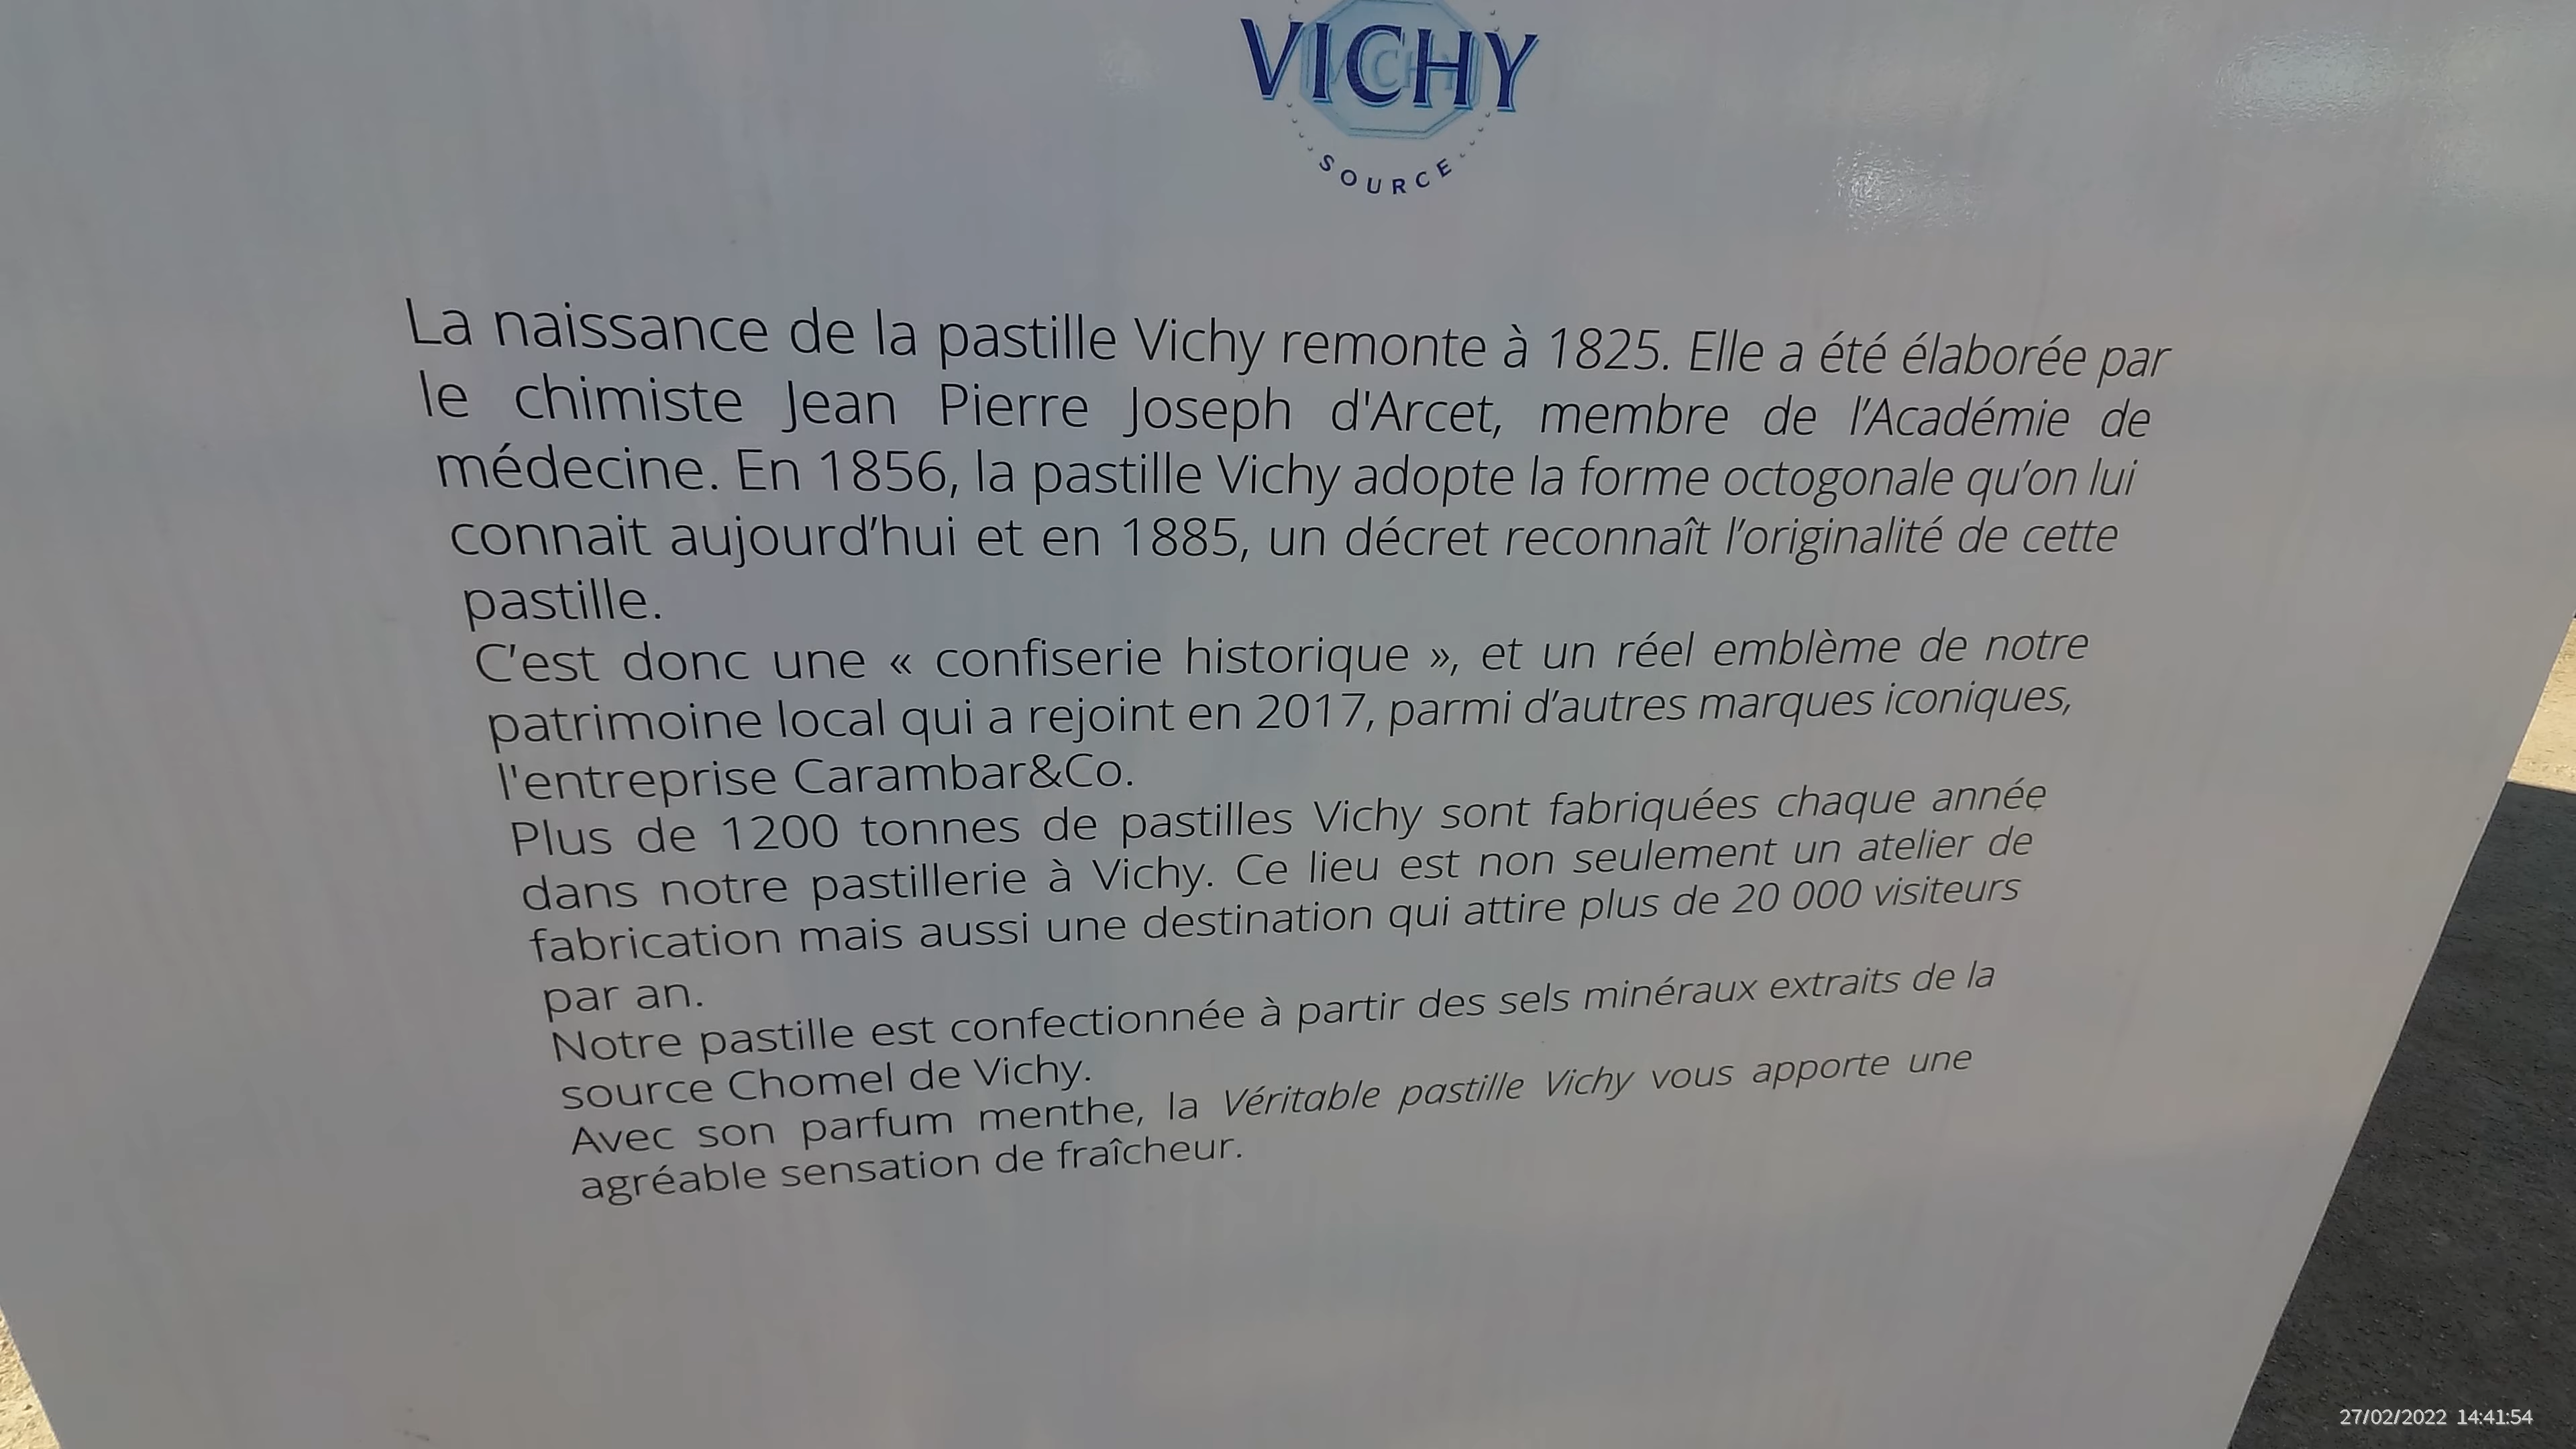 VICHY
SOURCE
La naissance de la pastille Vichy remonte à 1825. Elle a été élaborée par
le chimiste Jean Pierre Joseph d'Arcet, membre de l’Académie de
médecine. En 1856, la pastille Vichy adopte la forme octogonale qu’on lui
connait aujourd’hui et en 1885, un décret reconnaît l’originalité de cette
pastille.
C’est donc une « confiserie historique », et un réel emblème de notre
patrimoine local qui a rejoint en 2017, parmi d’autres marques iconiques,
l'entreprise Carambar&Co.
Plus de 1200 tonnes de pastilles Vichy sont fabriquées chaque année
dans notre pastillerie à Vichy. Ce lieu est non seulement un atelier de
fabrication mais aussi une destination qui attire plus de 20 000 visiteurs
par an.
Notre pastille est confectionnée à partir des sels minéraux extraits de la
source Chomel de Vichy.
Avec son parfum menthe, la Véritable pastille Vichy vous apporte une
agréable sensation de fraîcheur.
27/02/2022 14:41:54